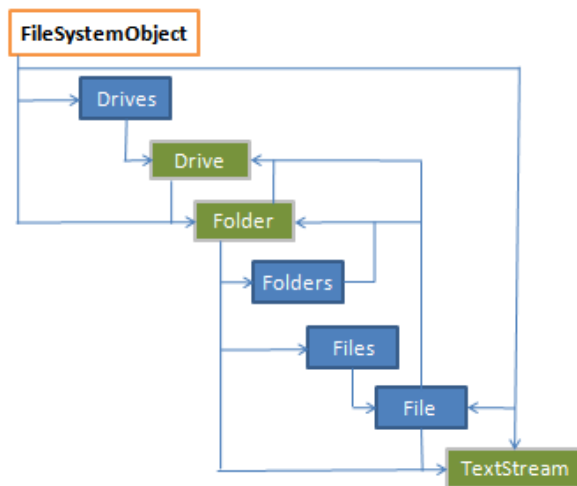 FileSystemObject
Drives
Drive
Folder
Folders
Files
File
TextStream